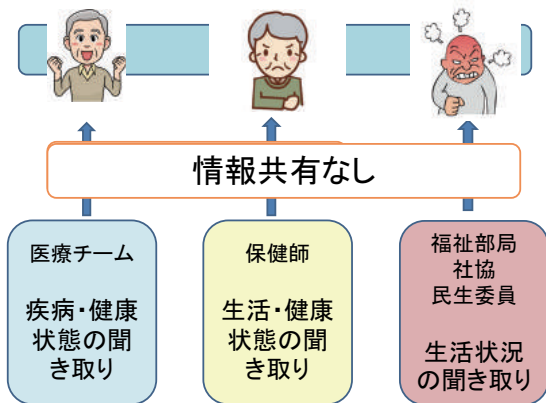 情報共有なし
医療チーム
疾病・健康
状態の聞
き取り
保健師
生活・健康
状態の聞
き取り
福祉部局
社協
民生委員
生活状況
の聞き取り